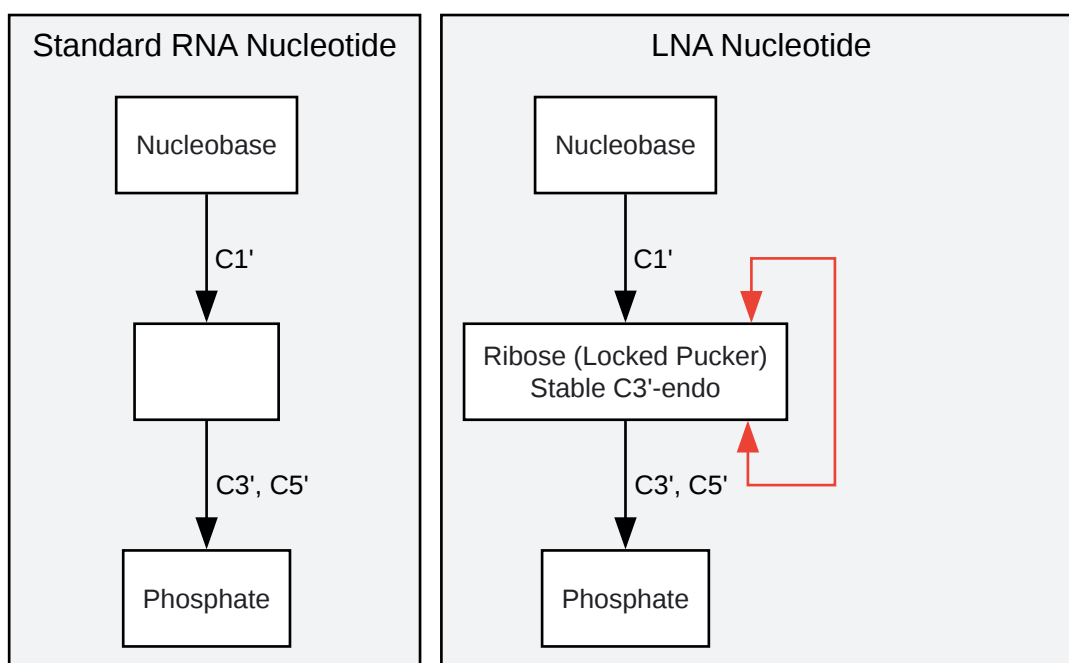 Standard RNA Nucleotide
Nucleobase
C1'
C3', C5'
Phosphate
LNA Nucleotide
Nucleobase
C1'
Ribose (Locked Pucker)
Stable C3'-endo
C3', C5'
Phosphate